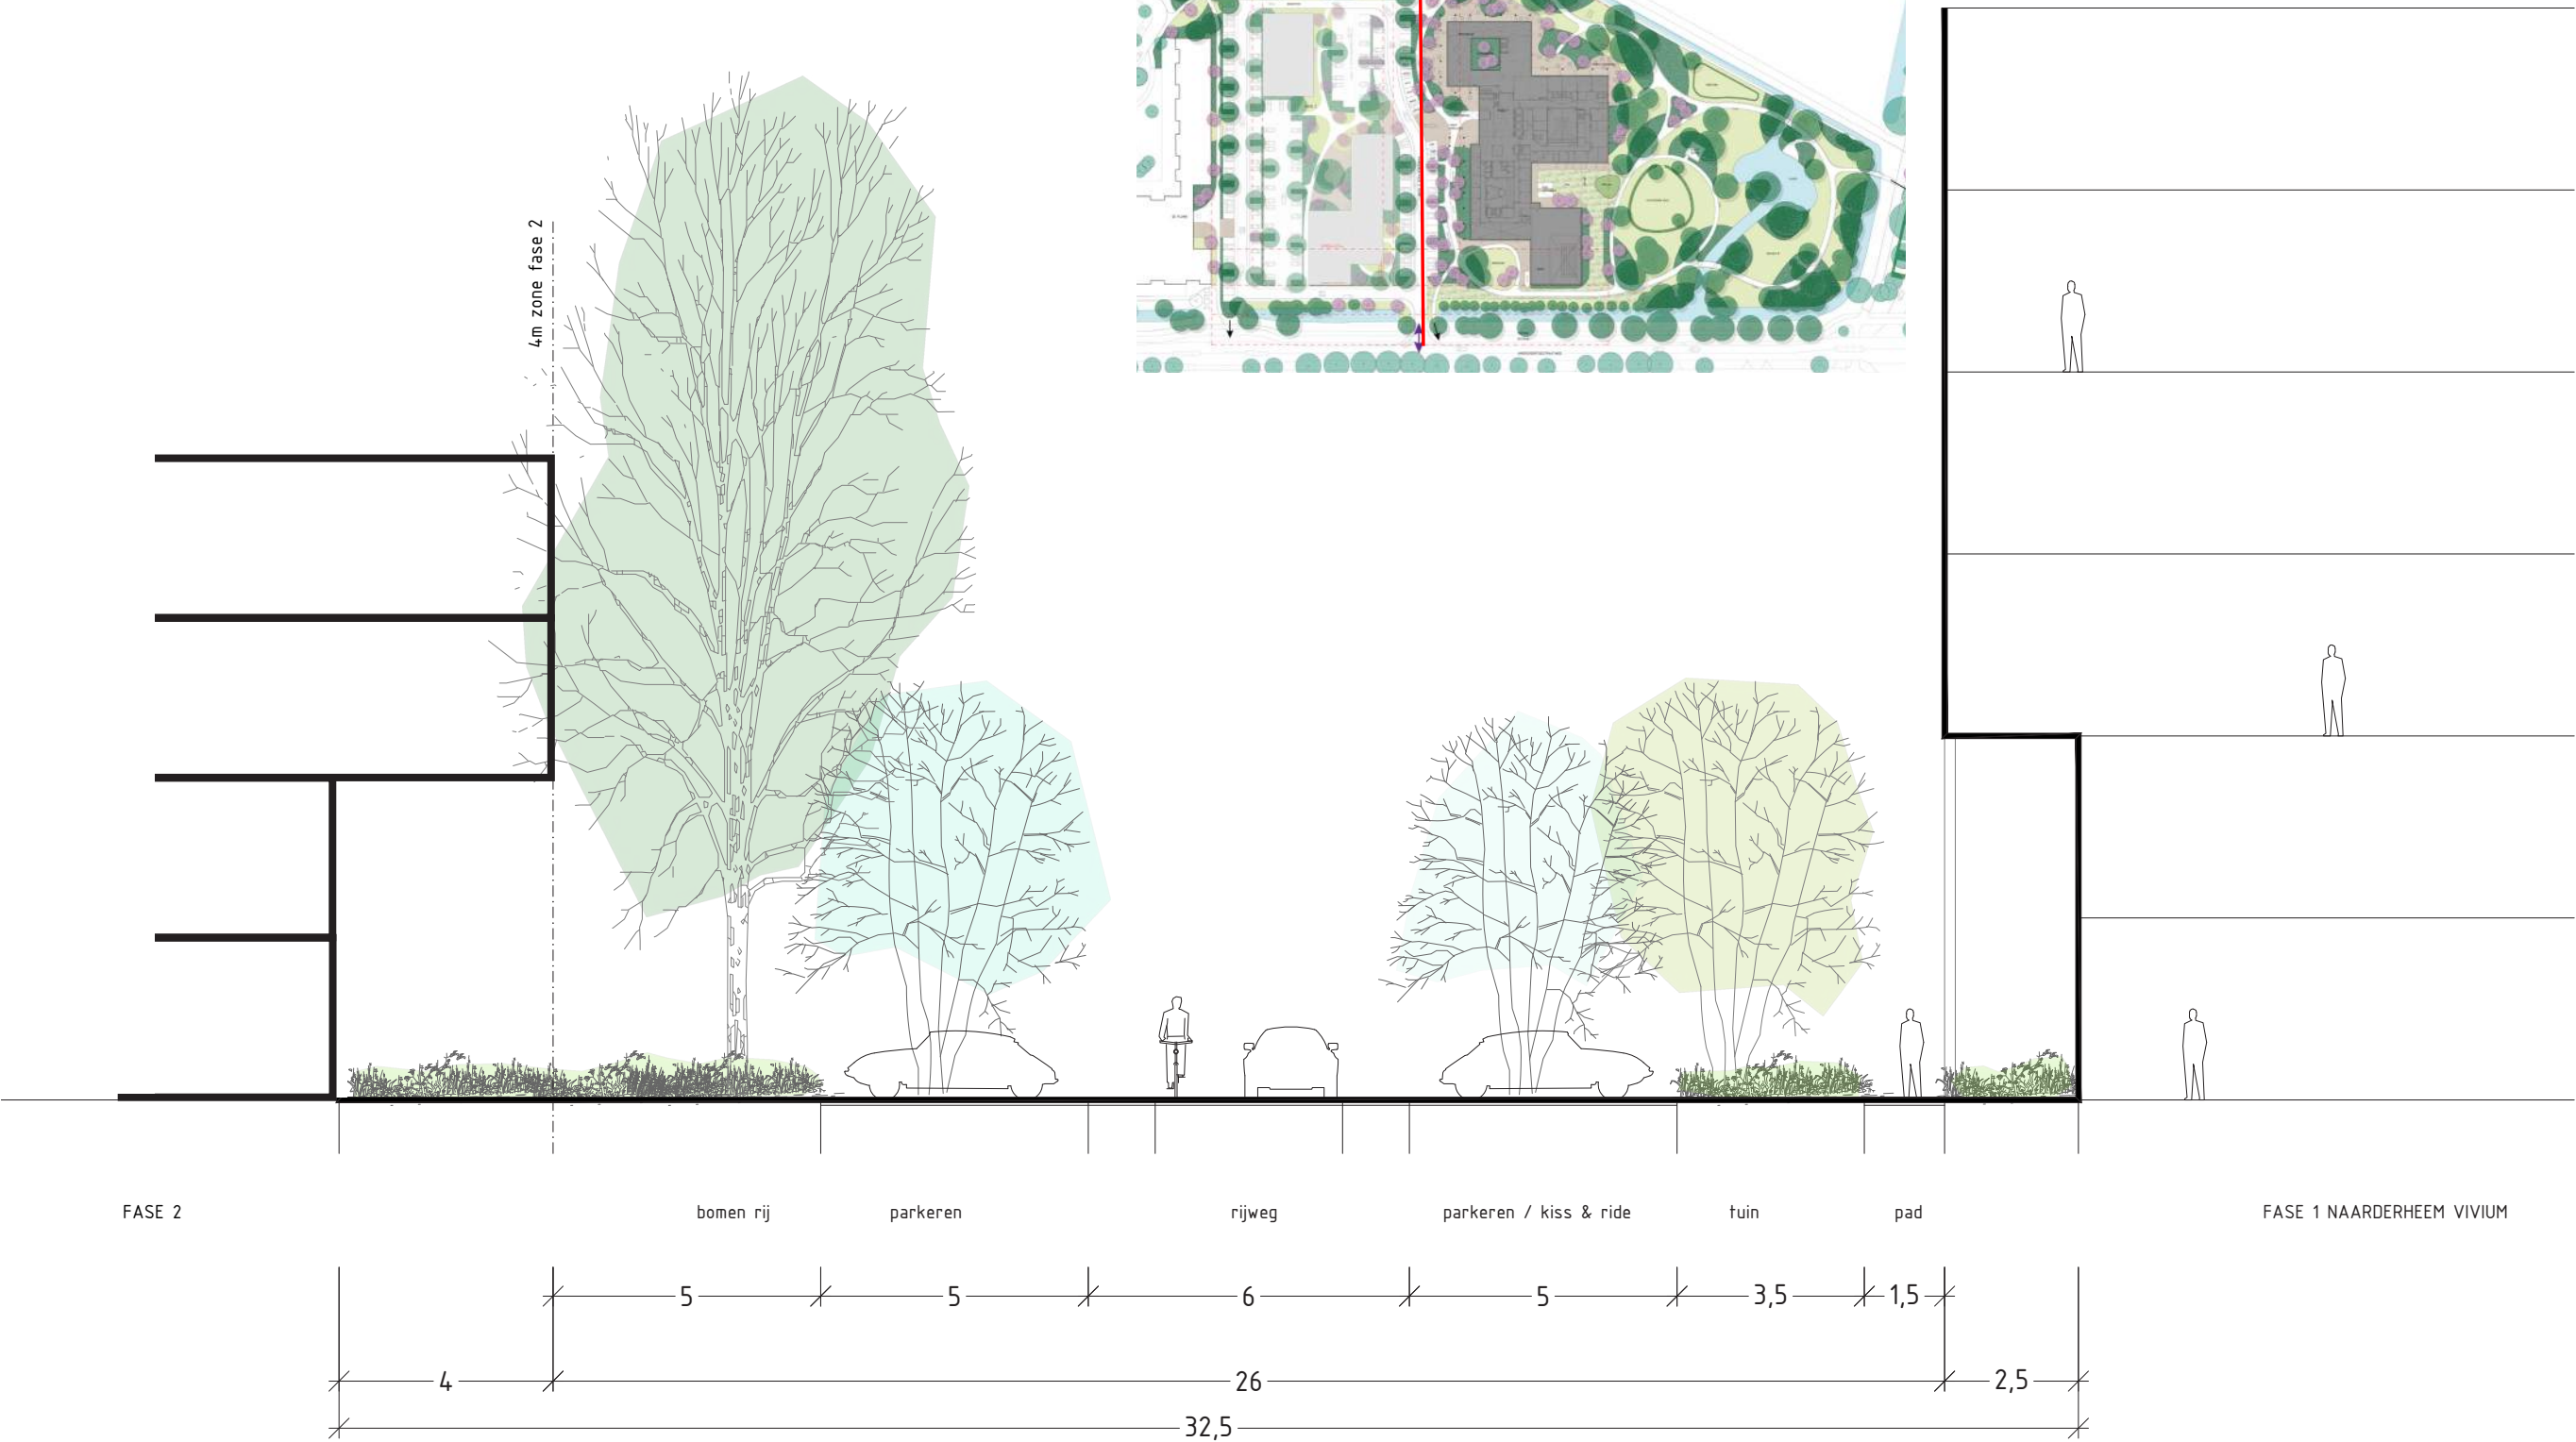 4m zone fase 2
FASE 2
bomen rij
parkeren
rijweg
parkeren / kiss & ride
tuin
pad
FASE 1 NAARDERHEEM VIVIUM
5
5
6
5
3,5
1,5
4
26
2,5
32,5